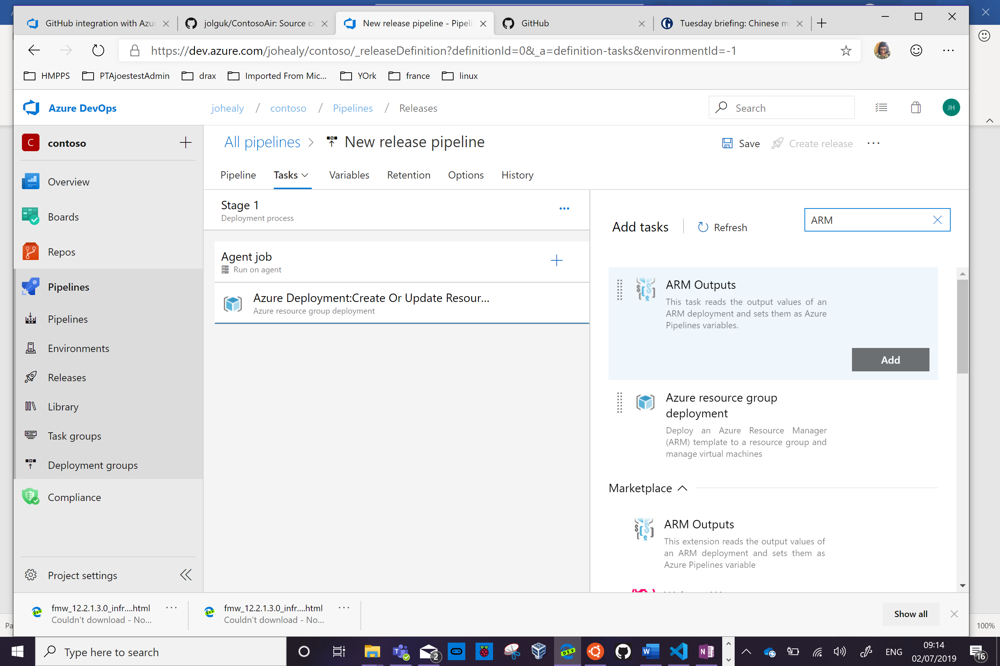 GitHub integration with Azur
jolguk/ContosoAir: Source co
New release pipeline - Pipeli
GitHub
Tuesday briefing: Chinese m
https://dev.azure.com/johealy/contoso/_releaseDefinition?definitionId=0&_a=definition-tasks&environmentId=-1
HMPPS
PTAjoestestAdmin
drax
Imported From Mic...
YOrk
france
linux
Azure DevOps
johealy / contoso / Pipelines / Releases
Search
JH
C
contoso
All pipelines > New release pipeline
Save
Create release
Overview
Boards
Repos
Pipelines
Pipelines
Environments
Releases
Library
Task groups
Deployment groups
Compliance
Project settings
Pipeline
Tasks
Variables
Retention
Options
History
Stage 1
Deployment process
Agent job
Run on agent
Azure Deployment:Create Or Update Resour...
Azure resource group deployment
Add tasks
Refresh
ARM
ARM Outputs
This task reads the output values of an
ARM deployment and sets them as Azure
Pipelines variables.
Add
Azure resource group
deployment
Deploy an Azure Resource Manager
(ARM) template to a resource group and
manage virtual machines
Marketplace
ARM Outputs
This extension reads the output values of
an ARM deployment and sets them as
Azure Pipelines variable
fmw_12.2.1.3.0_infr....html
Couldn't download - No...
fmw_12.2.1.3.0_infr....html
Couldn't download - No...
Show all
Pa
100%
Type here to search
2
DEV
ENG
09:14
02/07/2019
16